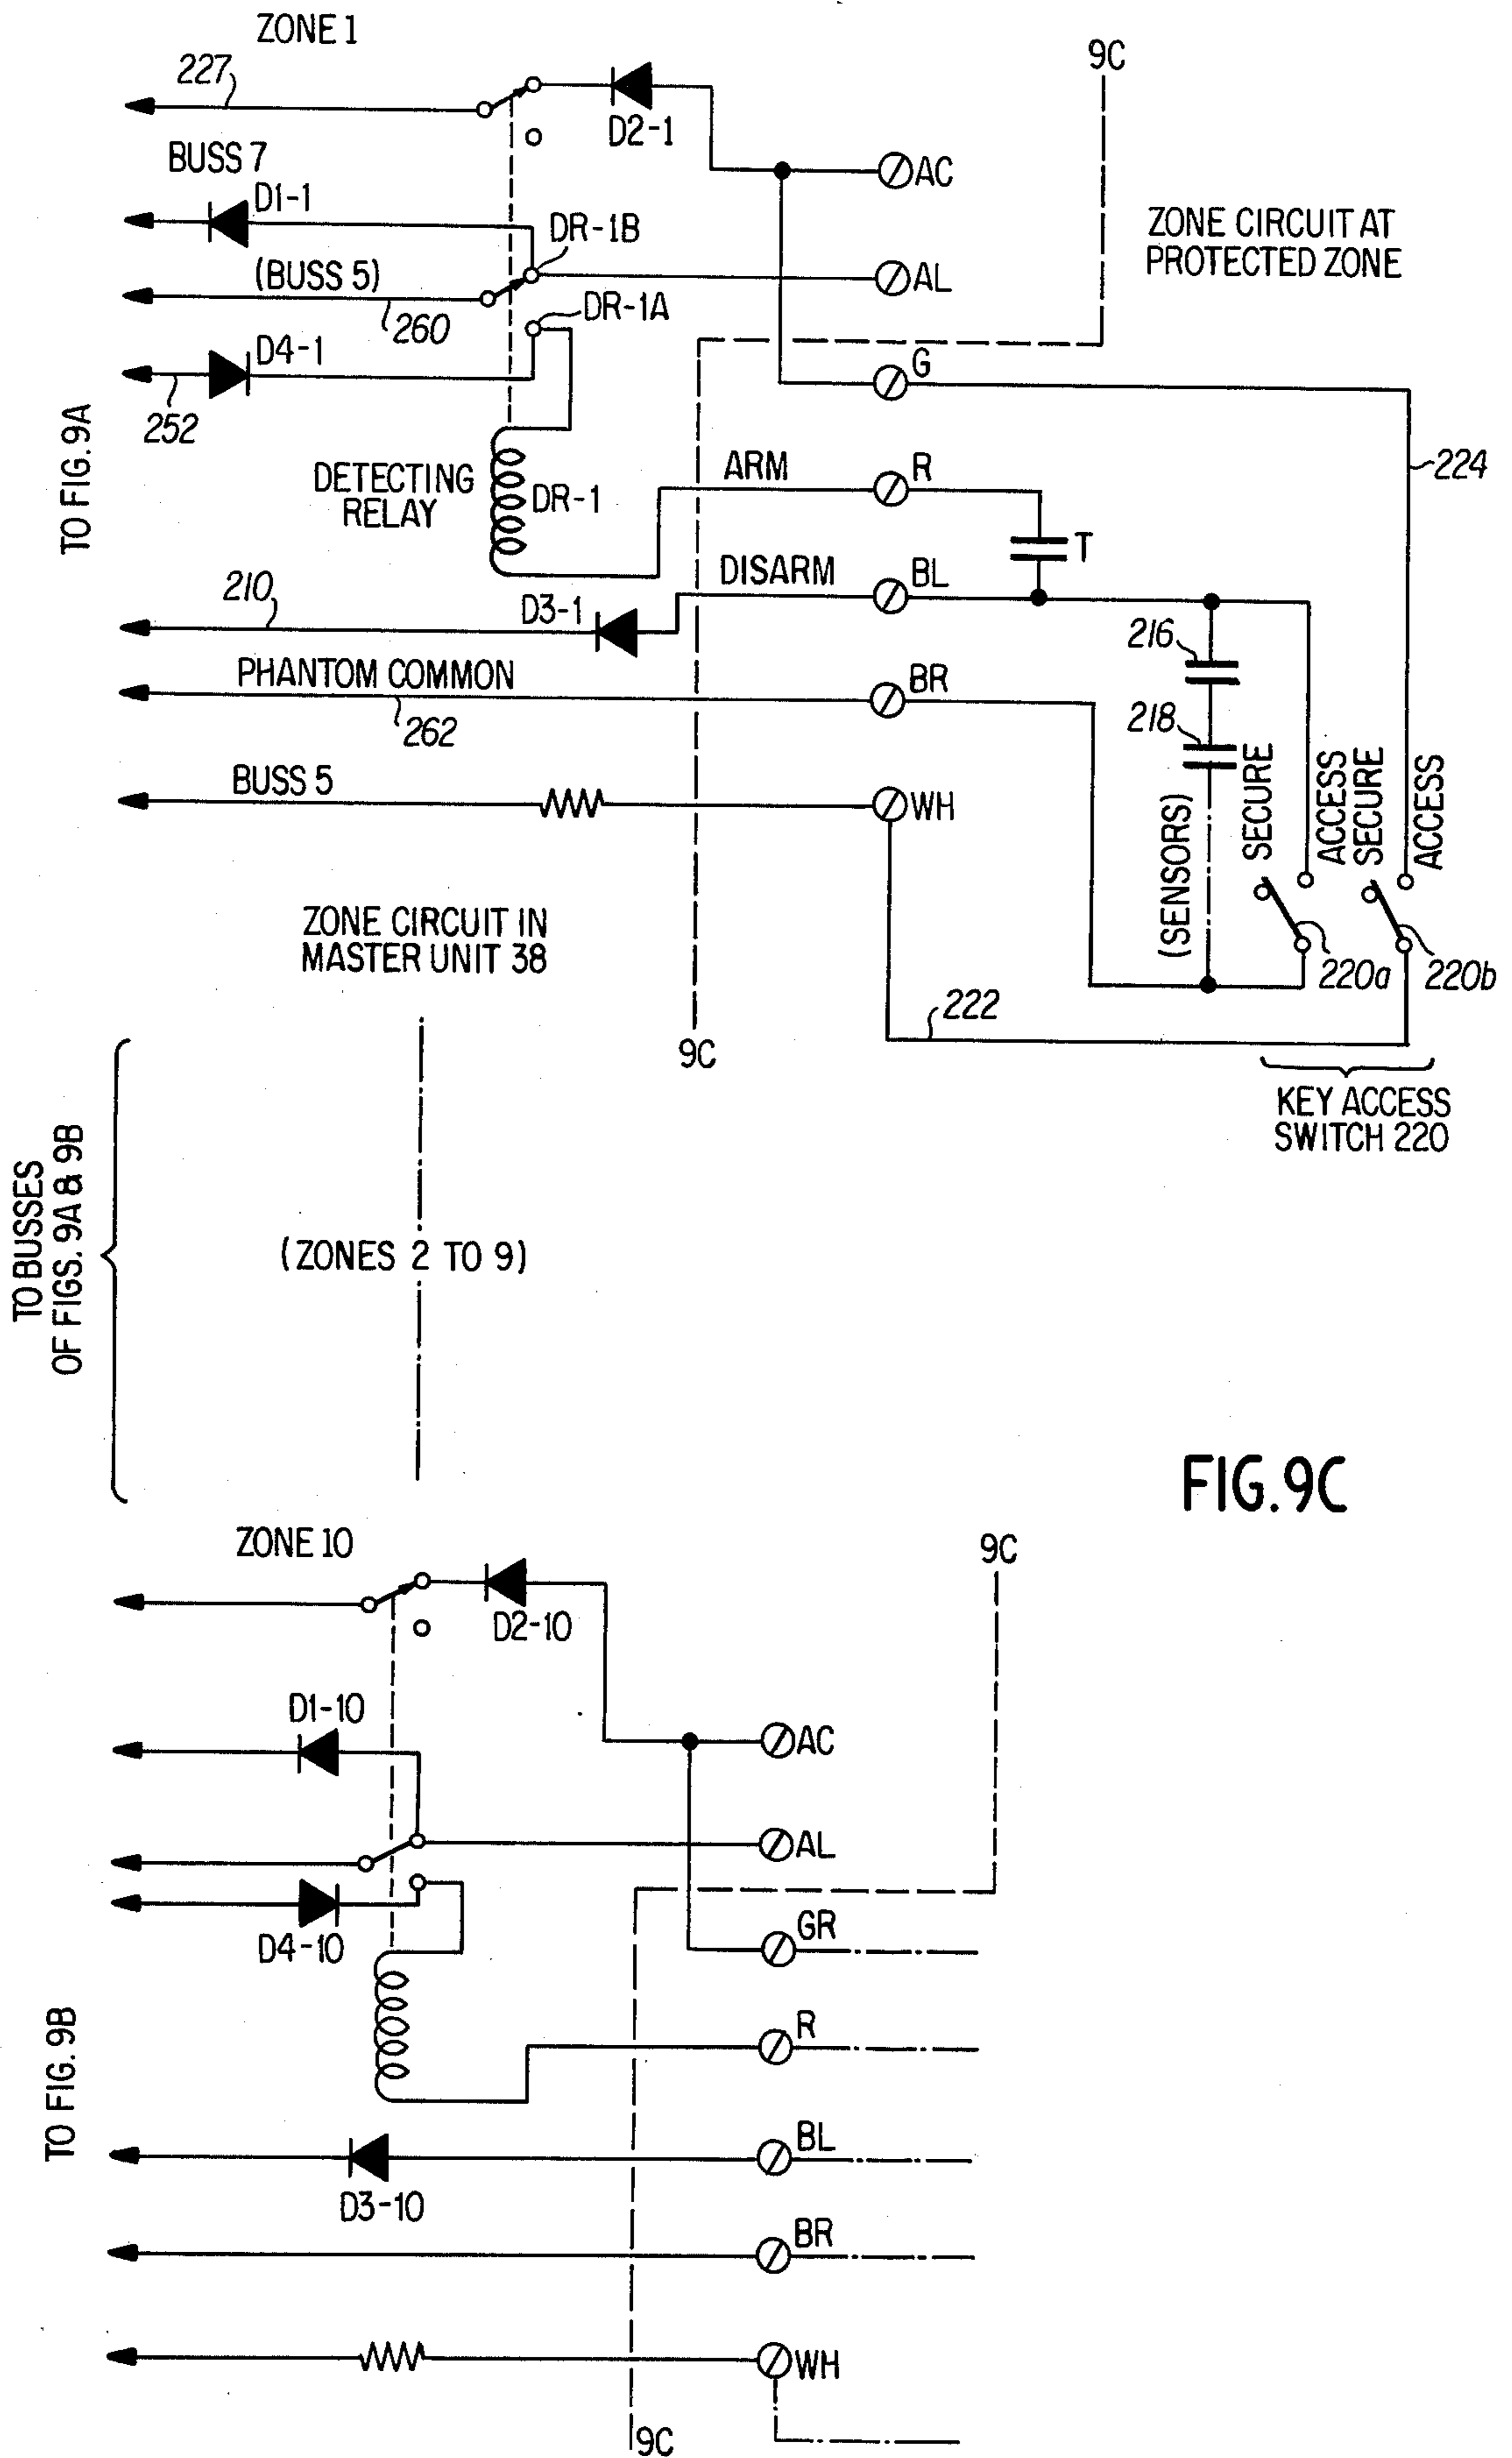 ZONE 1
9C
227
D2-1
BUSS 7
AC
D1-1
DR-1B
ZONE CIRCUIT AT
PROTECTED ZONE
(BUSS 5)
AL
260
DR-1A
D4-1
G
252
TO FIG. 9A
ARM
R
224
DETECTING
RELAY
DR-1
T
DISARM
BL
210
D3-1
216
PHANTOM COMMON
BR
262
218
BUSS 5
WH
(SENSORS)
SECURE
ACCESS
SECURE
ACCESS
ZONE CIRCUIT IN
MASTER UNIT 38
220a
220b
222
9C
KEY ACCESS
SWITCH 220
TO BUSSES
OF FIGS. 9A & 9B
(ZONES 2 TO 9)
FIG. 9C
ZONE 10
9C
D2-10
D1-10
AC
AL
D4-10
GR
TO FIG. 9B
R
BL
D3-10
BR
WH
9C